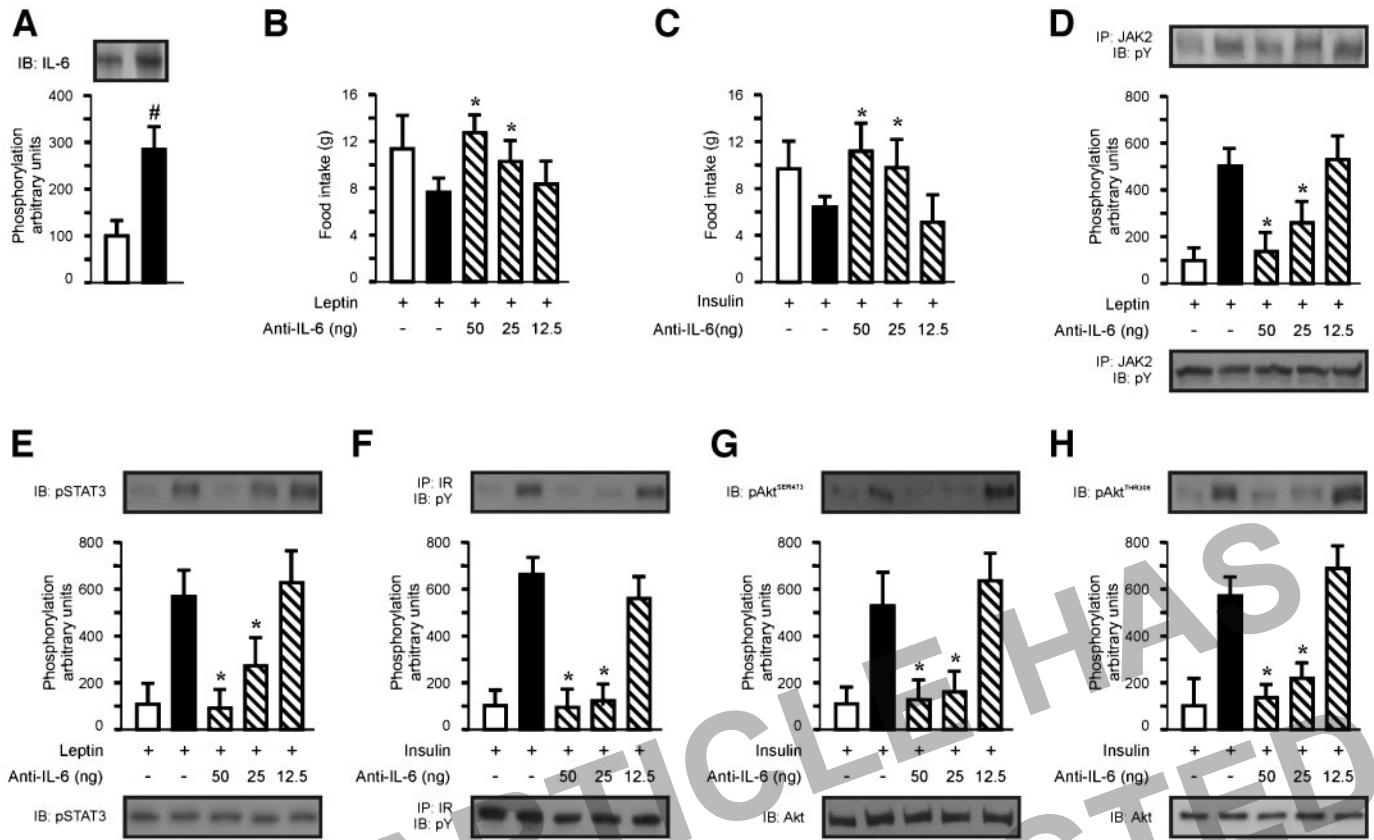 A
IB: IL-6
Phosphorylation
arbitrary units
400
300
200
100
0
#
B
Food intake (g)
16
12
8
4
0
* *
Leptin + + + + +
Anti-IL-6 (ng) - - 50 25 12.5
C
Food intake (g)
16
12
8
4
0
* *
Insulin + + + + +
Anti-IL-6(ng) - - 50 25 12.5
D
IP: JAK2
IB: pY
Phosphorylation
arbitrary units
800
600
400
200
0
* *
Leptin + + + + +
Anti-IL-6 (ng) - - 50 25 12.5
IP: JAK2
IB: pY
E
IB: pSTAT3
Phosphorylation
arbitrary units
800
600
400
200
0
* *
Leptin + + + + +
Anti-IL-6 (ng) - - 50 25 12.5
IB: pSTAT3
F
IP: IR
IB: pY
Phosphorylation
arbitrary units
800
600
400
200
0
* *
Insulin + + + + +
Anti-IL-6 (ng) - - 50 25 12.5
IP: IR
IB: pY
G
IB: pAktSER473
Phosphorylation
arbitrary units
800
600
400
200
0
* *
Insulin + + + + +
Anti-IL-6 (ng) - - 50 25 12.5
IB: Akt
H
IB: pAktTHR308
Phosphorylation
arbitrary units
800
600
400
200
0
* *
Insulin + + + + +
Anti-IL-6 (ng) - - 50 25 12.5
IB: Akt
ARTICLE HAS